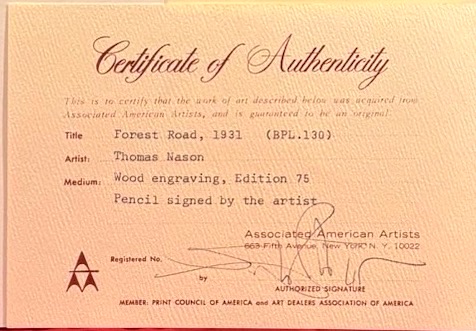 Certificate of Authenticity
This is to certify that the work of art described below was acquired from
Associated American Artists, and is guaranteed to be an original.
Title Forest Road, 1931 (BPL.130)
Artist: Thomas Nason
Medium: Wood engraving, Edition 75
Pencil signed by the artist
Associated American Artists
663 Fifth Avenue, New York, N. Y. 10022
Registered No.
by
AUTHORIZED SIGNATURE
MEMBER: PRINT COUNCIL OF AMERICA and ART DEALERS ASSOCIATION OF AMERICA